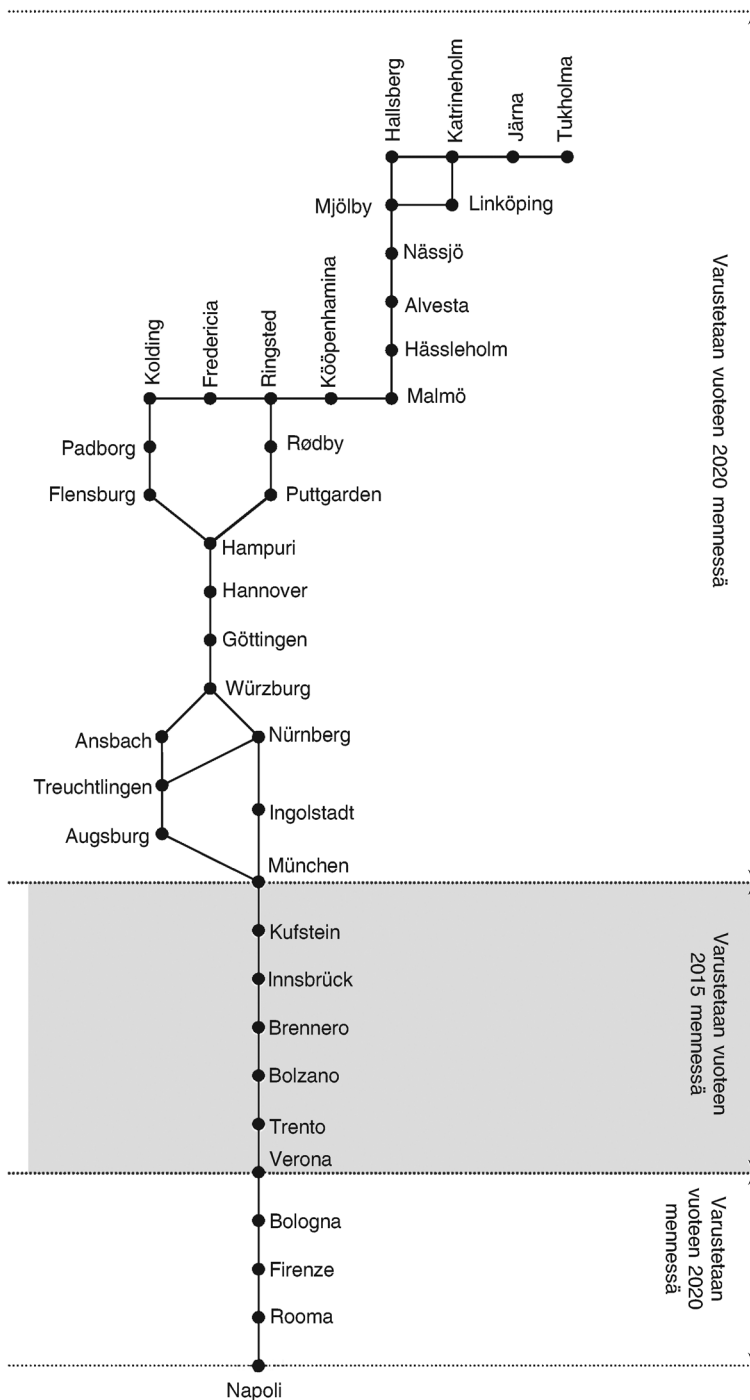 Hallsberg
Katrineholm
Järna
Tukholma
Mjölby
Linköping
Nässjö
Alvesta
Hässleholm
Malmö
Kolding
Fredericia
Ringsted
Kööpenhamina
Padborg
Rødby
Flensburg
Puttgarden
Hampuri
Hannover
Göttingen
Würzburg
Ansbach
Nürnberg
Treuchtlingen
Ingolstadt
Augsburg
München
Varustetaan vuoteen 2020 mennessä
Kufstein
Innsbrück
Brennero
Bolzano
Trento
Verona
Varustetaan vuoteen
2015 mennessä
Bologna
Firenze
Rooma
Napoli
Varustetaan
vuoteen 2020
mennessä